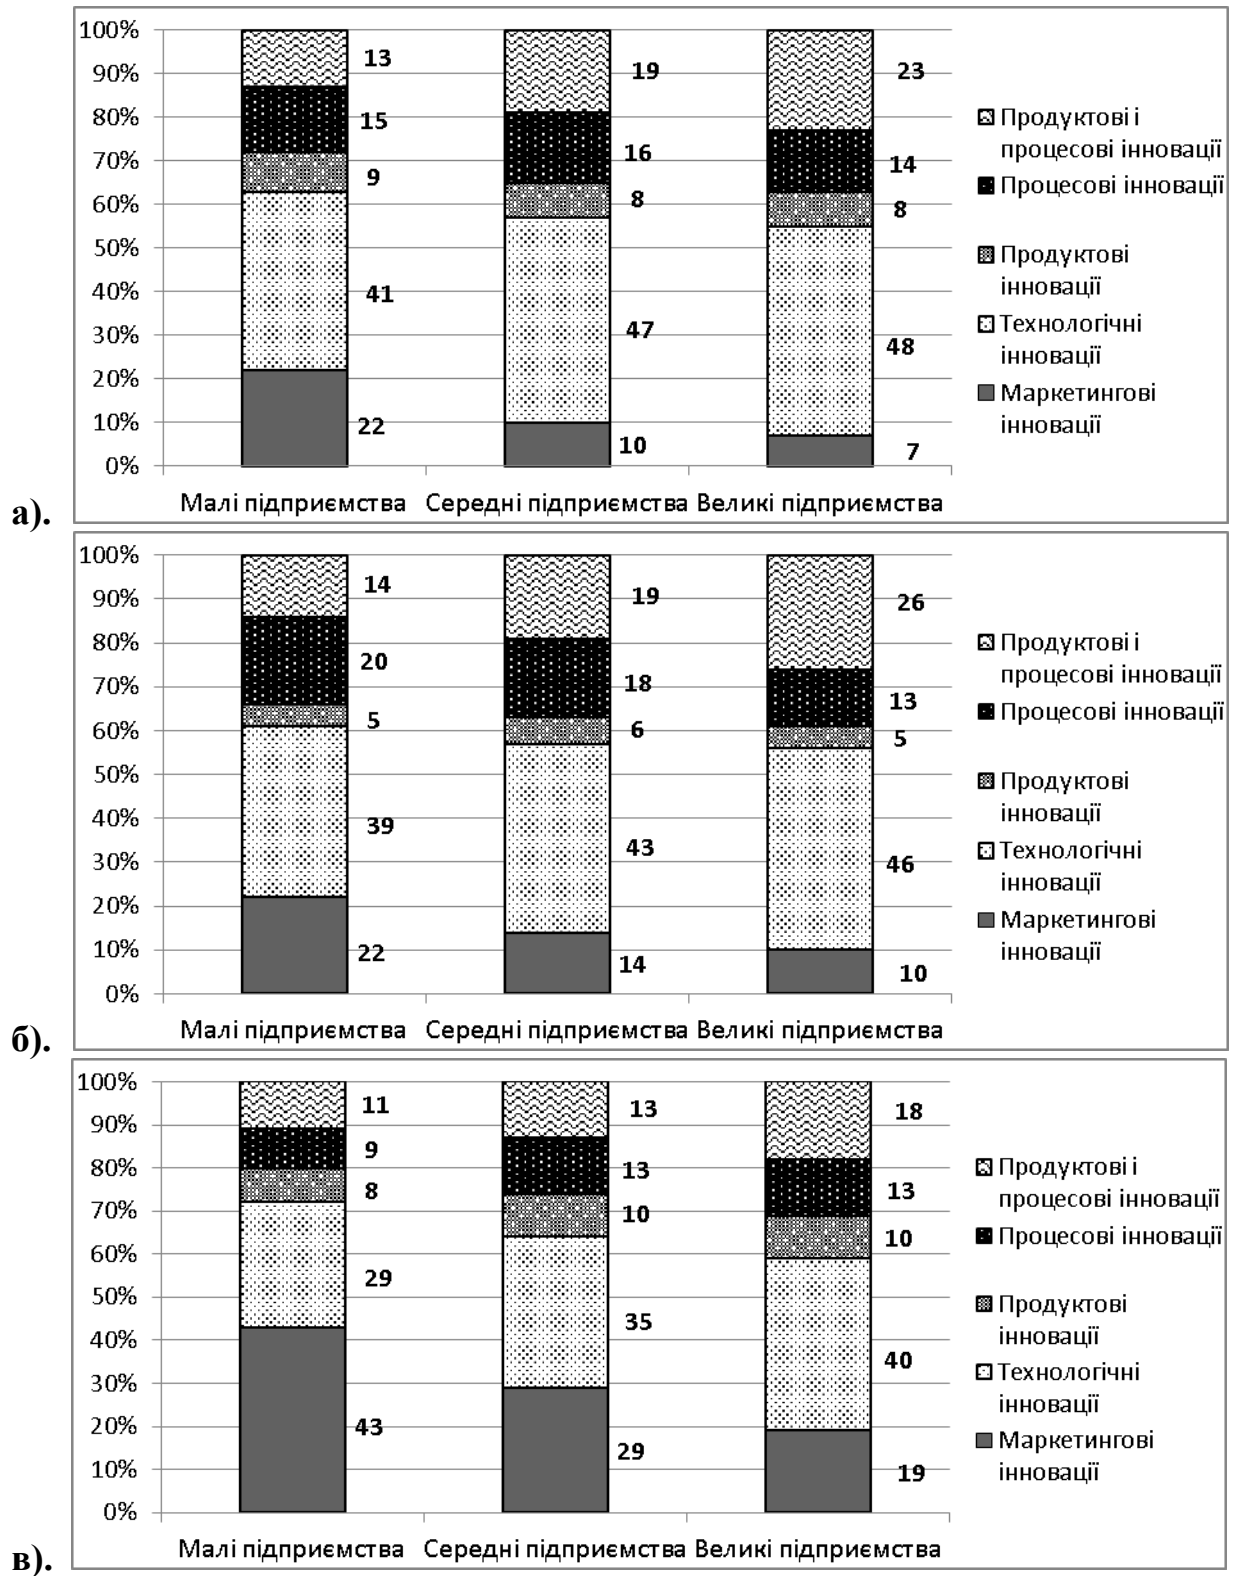 100%
90%
80%
70%
60%
50%
40%
30%
20%
10%
0%
13
15
9
41
22
19
16
8
47
10
23
14
8
48
7
Малі підприємства Середні підприємства Великі підприємства
Продуктові і
процесові інновації
Процесові інновації
Продуктові
інновації
Технологічні
інновації
Маркетингові
інновації
а).
100%
90%
80%
70%
60%
50%
40%
30%
20%
10%
0%
14
20
5
39
22
19
18
6
43
14
26
13
5
46
10
Малі підприємства Середні підприємства Великі підприємства
Продуктові і
процесові інновації
Процесові інновації
Продуктові
інновації
Технологічні
інновації
Маркетингові
інновації
б).
100%
90%
80%
70%
60%
50%
40%
30%
20%
10%
0%
11
9
8
29
43
13
13
10
35
29
18
13
10
40
19
Малі підприємства Середні підприємства Великі підприємства
Продуктові і
процесові інновації
Процесові інновації
Продуктові
інновації
Технологічні
інновації
Маркетингові
інновації
в).